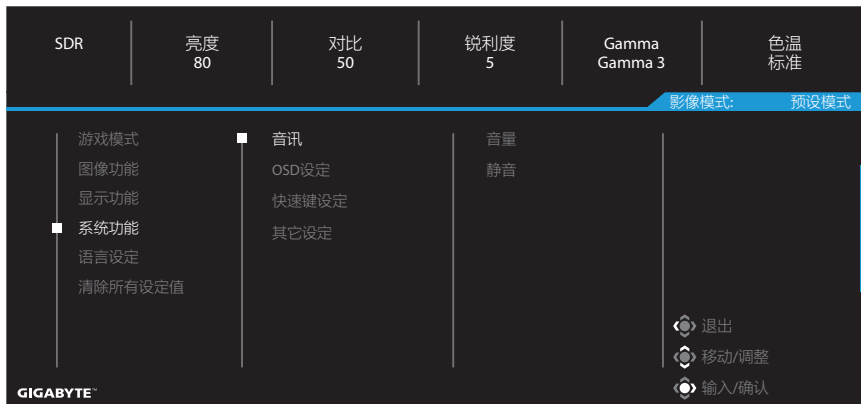 SDR
亮度
80
对比
50
锐利度
5
Gamma
Gamma 3
色温
标准
影像模式: 预设模式
游戏模式
图像功能
显示功能
系统功能
语言设定
清除所有设定值
音讯
OSD设定
快速键设定
其它设定
音量
静音
退出
移动/调整
输入/确认
GIGABYTE™